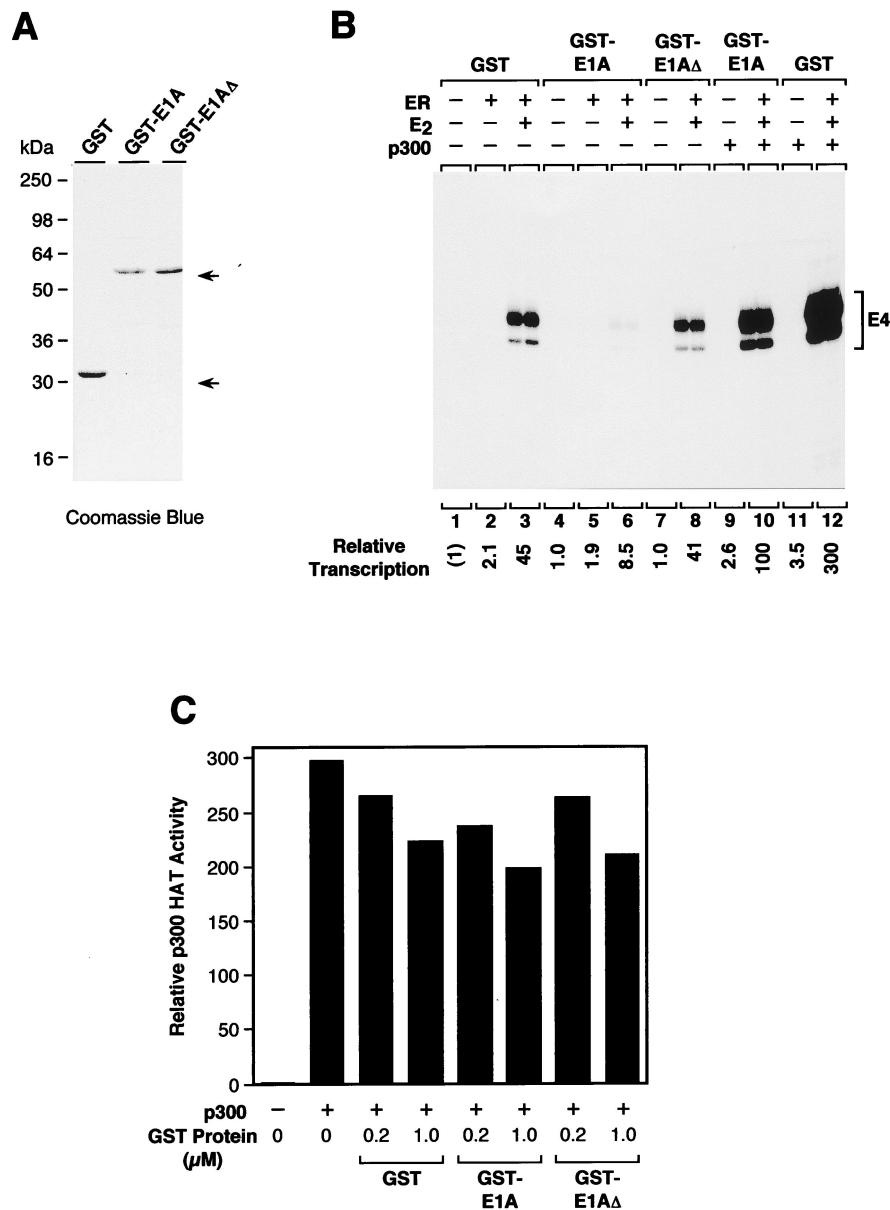 A
GST
GST-E1A
GST-E1AΔ
kDa
250
98
64
50
36
30
16
Coomassie Blue
B
GST
GST-
E1A
GST-
E1AΔ
GST-
E1A
GST
ER − + + − + + − + − + − +
E2 − − + − − + − + − + − +
p300 − − − − − − − − + + + +
E4
1 2 3 4 5 6 7 8 9 10 11 12
Relative
Transcription
(1) 2.1 45 1.0 1.9 8.5 1.0 41 2.6 100 3.5 300
C
Relative p300 HAT Activity
300
250
200
150
100
50
0
p300 − + + + + + + +
GST Protein 0 0 0.2 1.0 0.2 1.0 0.2 1.0
(µM)
GST
GST-
E1A
GST-
E1AΔ